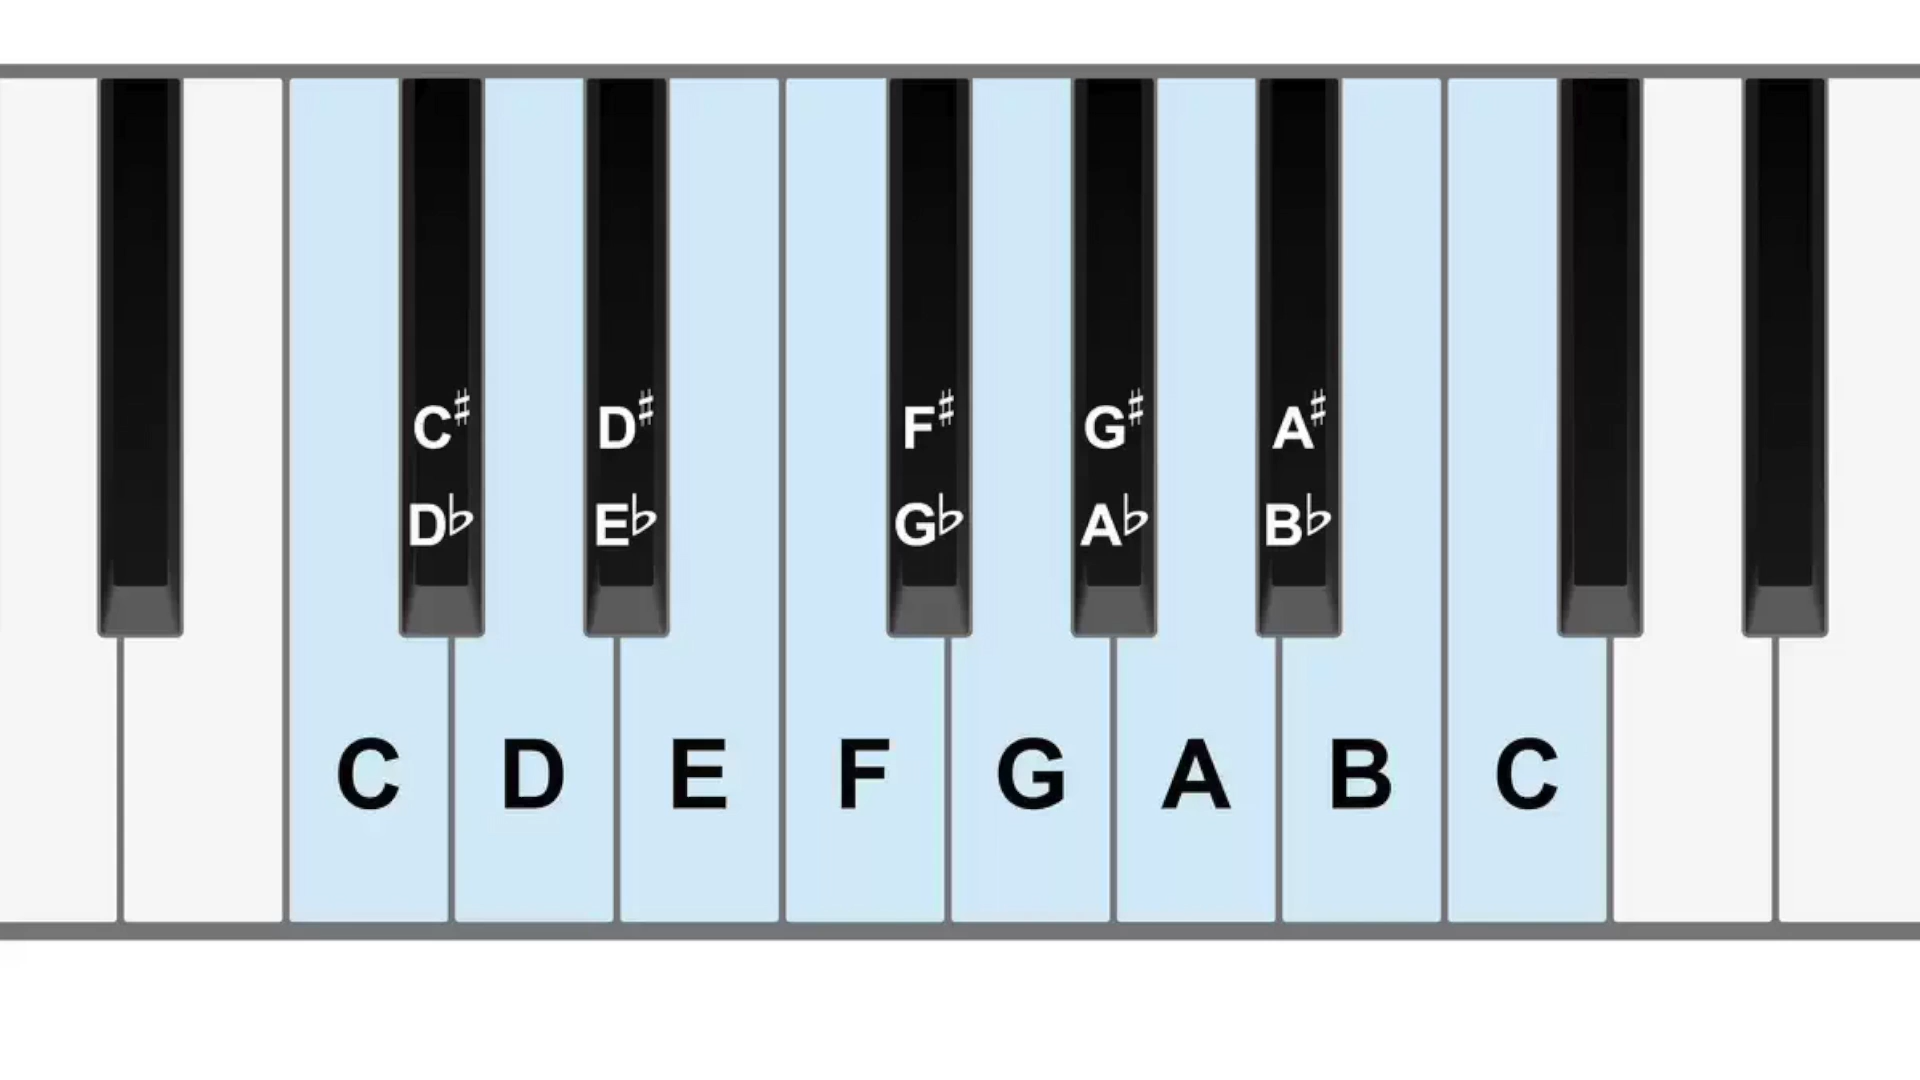 C♯ D♯ F♯ G♯ A♯
D♭ E♭ G♭ A♭ B♭
C D E F G A B C